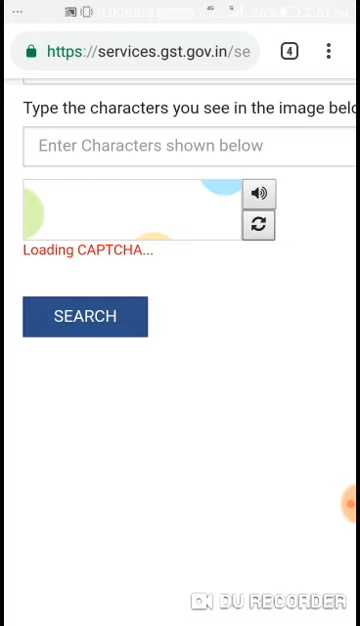 https://services.gst.gov.in/se
4
Type the characters you see in the image belo
Enter Characters shown below
Loading CAPTCHA...
SEARCH
DU RECORDER